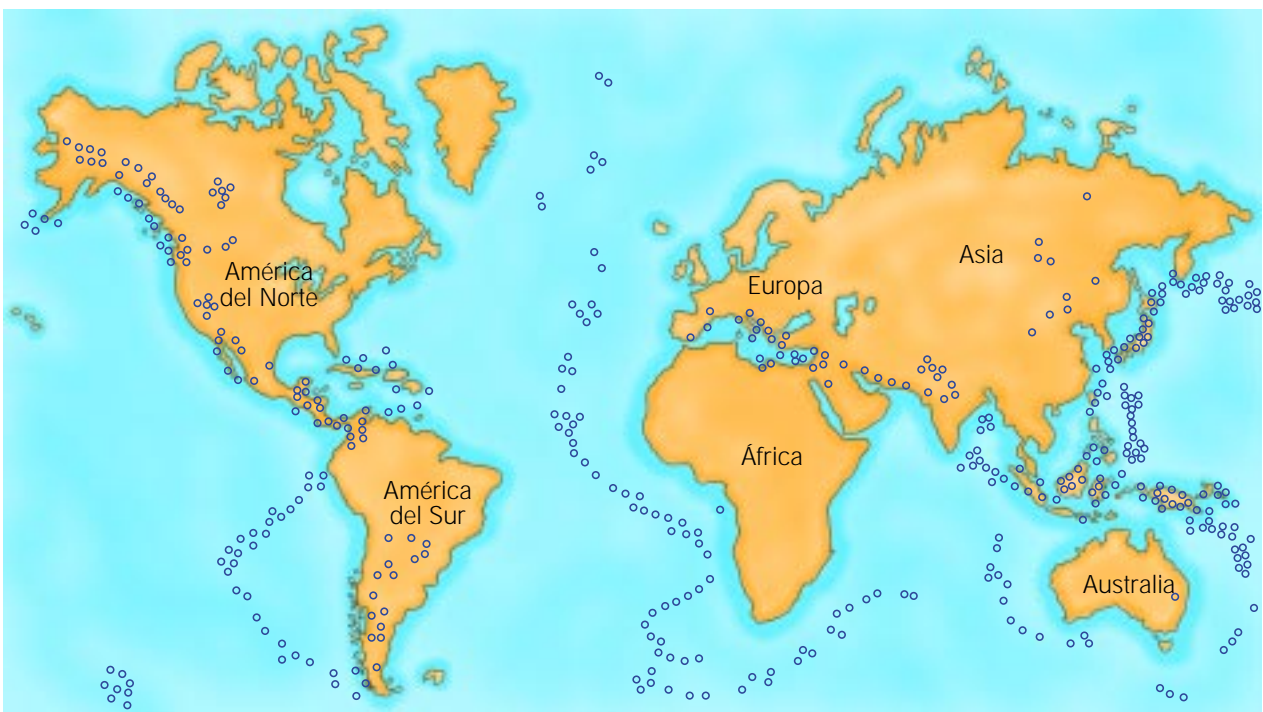 América
del Norte
Europa
Asia
África
América
del Sur
Australia